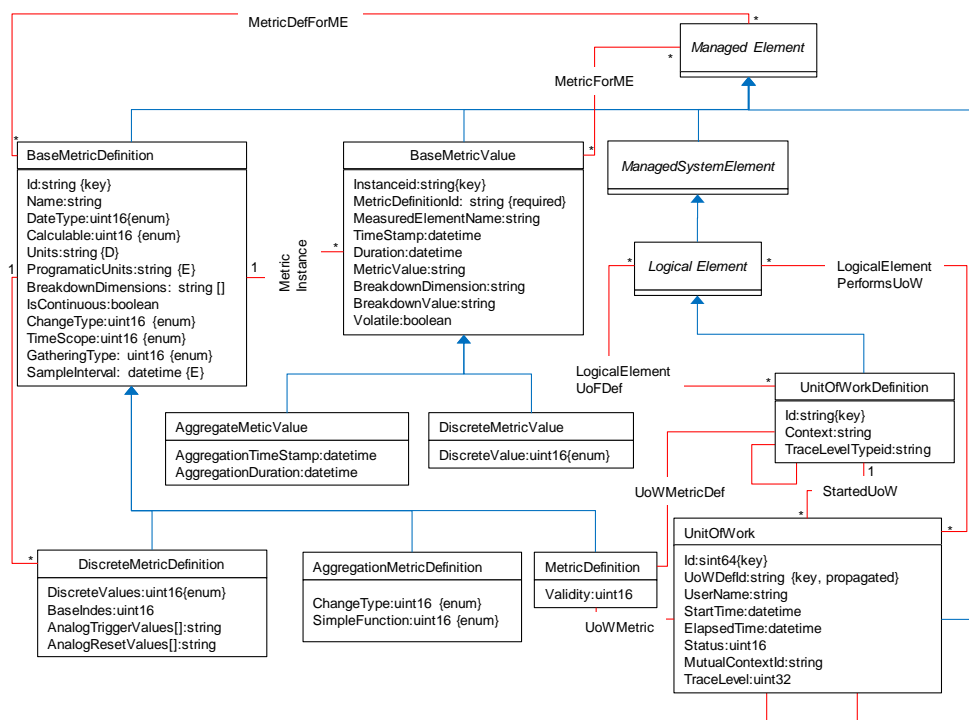 MetricDefForME
*
Managed Element
*
MetricForME
*
*
BaseMetricDefinition
Id:string {key}
Name:string
DateType:uint16{enum}
Calculable:uint16 {enum}
Units:string {D}
ProgramaticUnits:string {E}
BreakdownDimensions: string []
IsContinuous:boolean
ChangeType:uint16 {enum}
TimeScope:uint16 {enum}
GatheringType: uint16 {enum}
SampleInterval: datetime {E}
1
1
Metric
Instance
*
BaseMetricValue
Instanceid:string{key}
MetricDefinitionId: string {required}
MeasuredElementName:string
TimeStamp:datetime
Duration:datetime
MetricValue:string
BreakdownDimension:string
BreakdownValue:string
Volatile:boolean
ManagedSystemElement
*
Logical Element
*
LogicalElement
PerformsUoW
LogicalElement
UoFDef
*
UnitOfWorkDefinition
Id:string{key}
Context:string
TraceLevelTypeid:string
AggregateMeticValue
AggregationTimeStamp:datetime
AggregationDuration:datetime
DiscreteMetricValue
DiscreteValue:uint16{enum}
UoWMetricDef
1
StartedUoW
*
*
*
DiscreteMetricDefinition
DiscreteValues:uint16{enum}
BaseIndes:uint16
AnalogTriggerValues[]:string
AnalogResetValues[]:string
AggregationMetricDefinition
ChangeType:uint16 {enum}
SimpleFunction:uint16 {enum}
MetricDefinition
Validity:uint16
UoWMetric
UnitOfWork
Id:sint64{key}
UoWDefId:string {key, propagated}
UserName:string
StartTime:datetime
ElapsedTime:datetime
Status:uint16
MutualContextId:string
TraceLevel:uint32